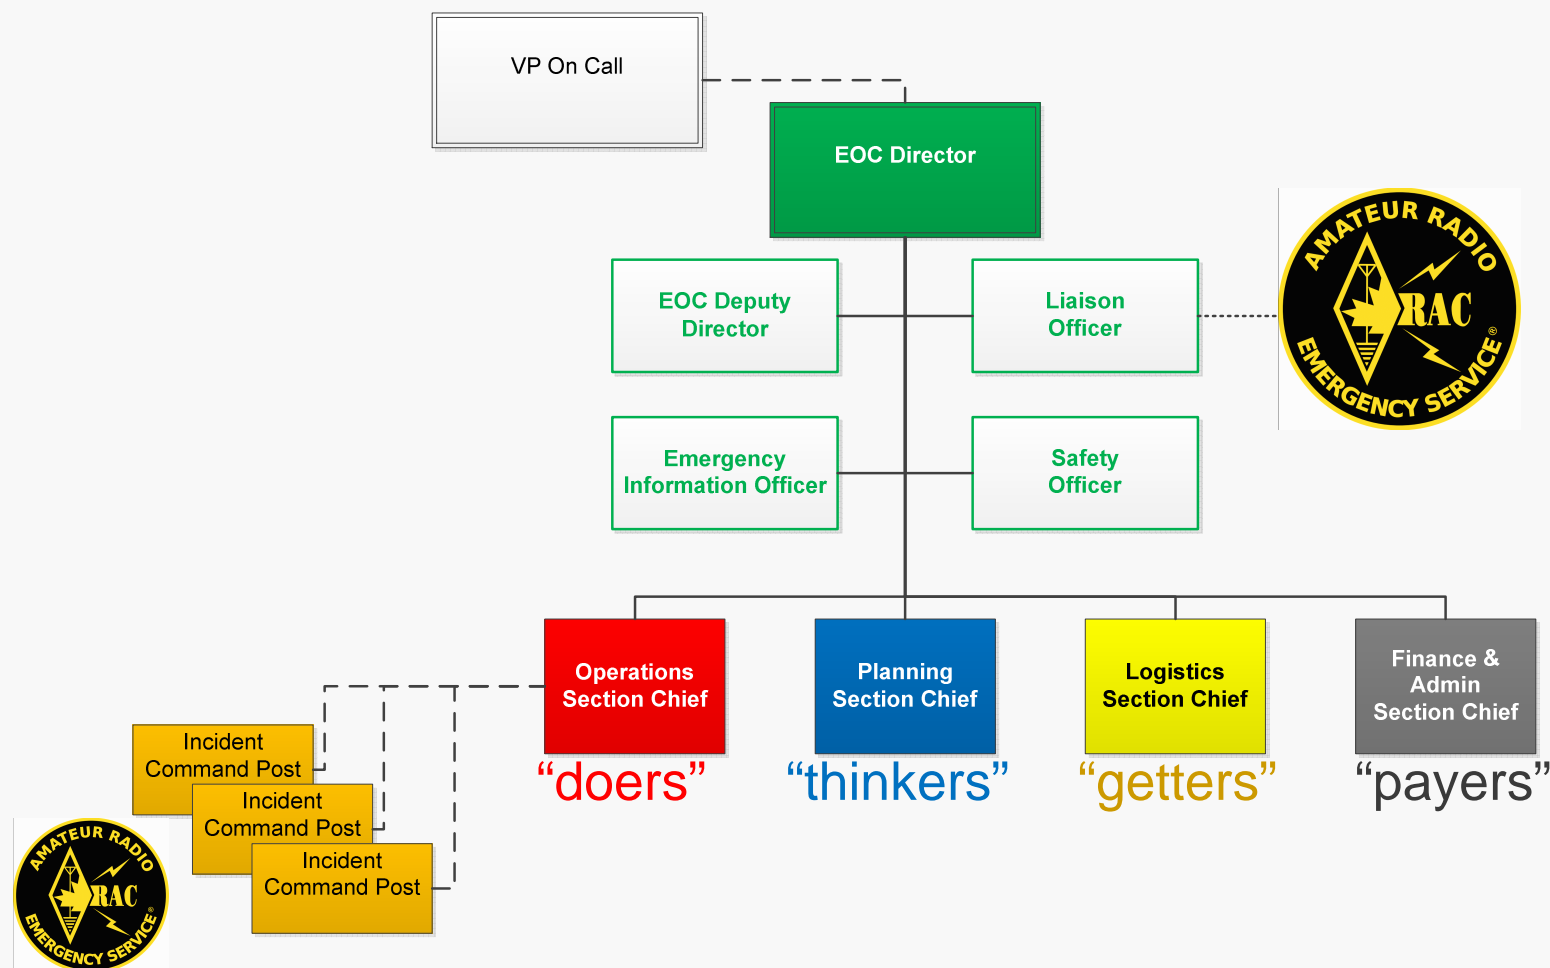 VP On Call
EOC Director
EOC Deputy
Director
Liaison
Officer
AMATEUR RADIO
RAC
EMERGENCY SERVICE®
Emergency
Information Officer
Safety
Officer
Operations
Section Chief
Planning
Section Chief
Logistics
Section Chief
Finance &
Admin
Section Chief
“doers”
“thinkers”
“getters”
“payers”
Incident
Command Post
Incident
Command Post
Incident
Command Post
AMATEUR RADIO
RAC
EMERGENCY SERVICE®